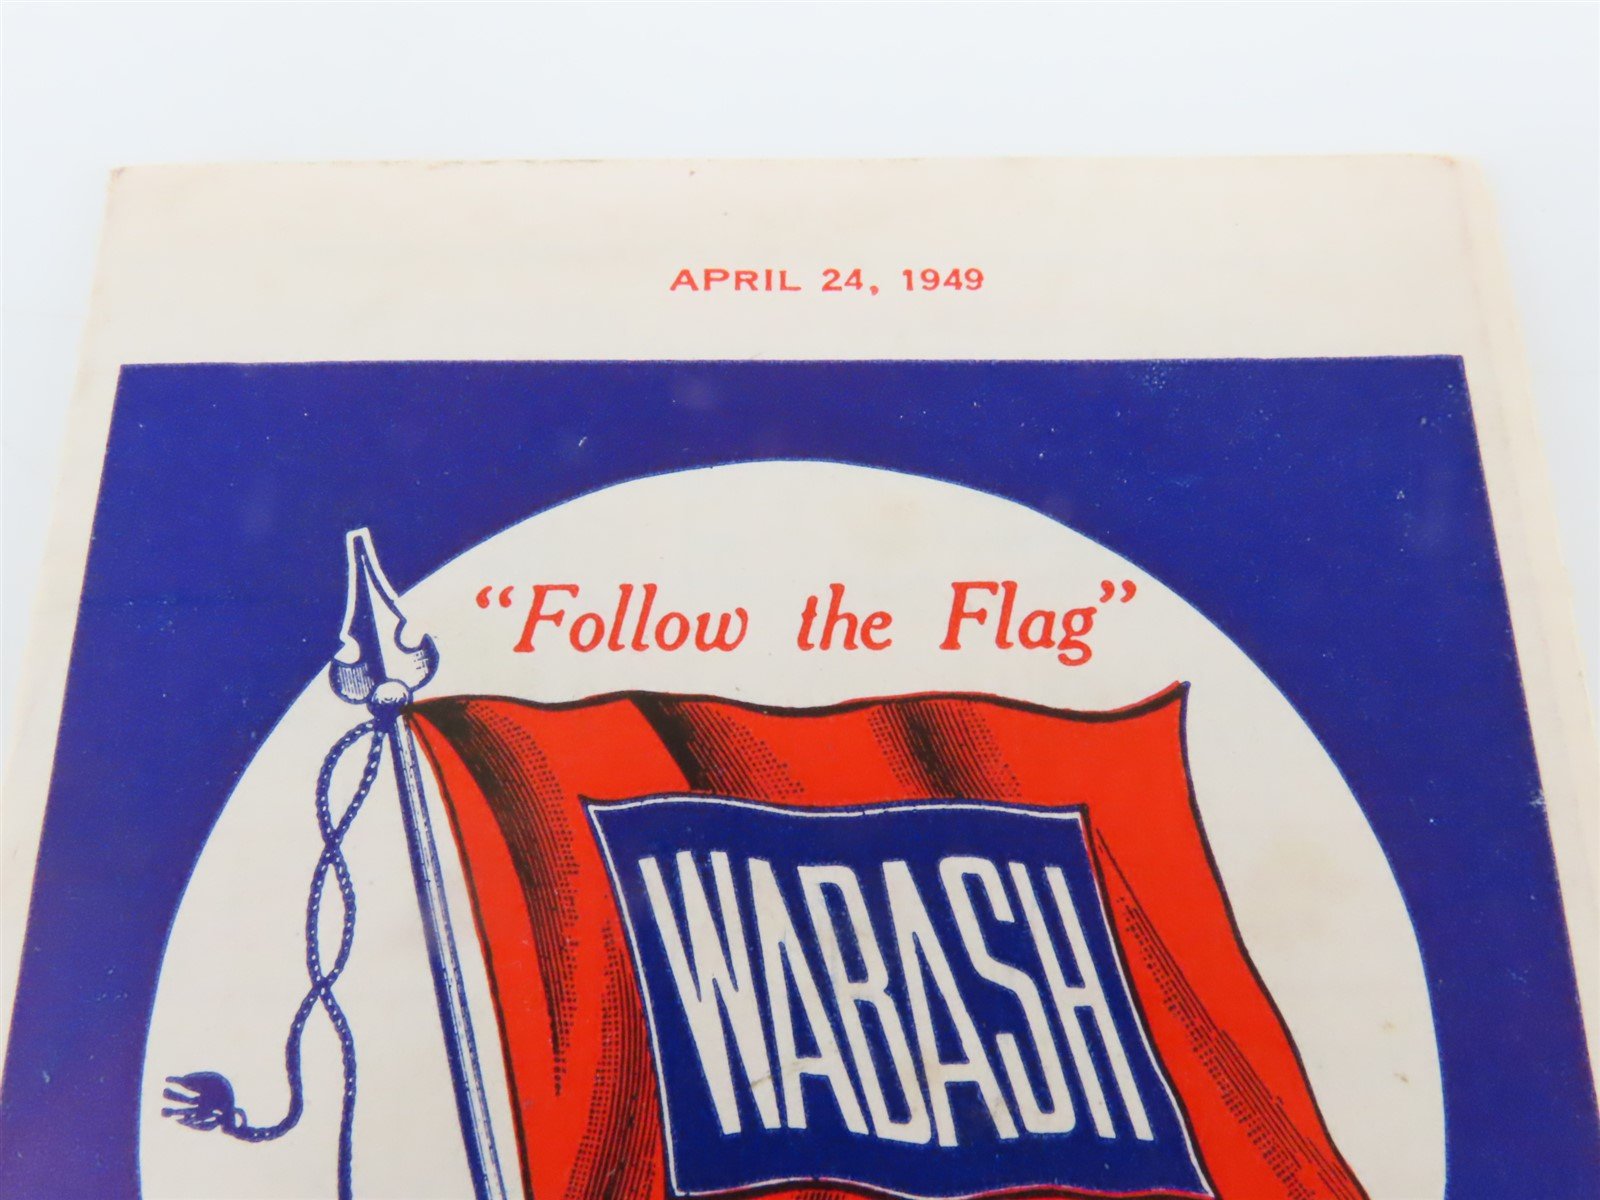 APRIL 24, 1949
“Follow the Flag”
WABASH